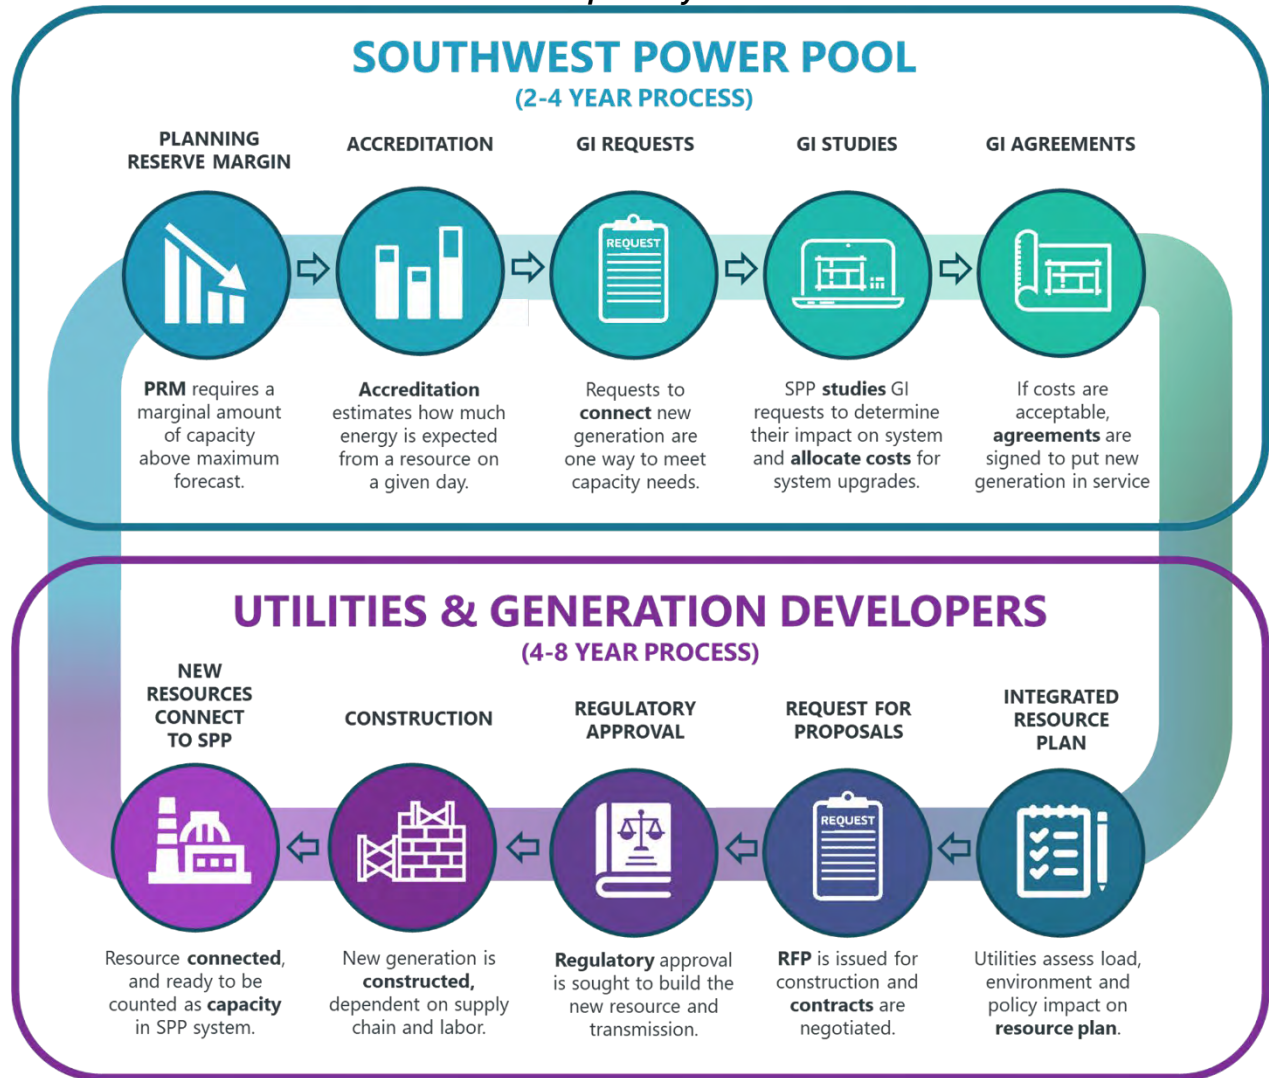 SOUTHWEST POWER POOL
(2-4 YEAR PROCESS)
PLANNING
RESERVE MARGIN
ACCREDITATION
GI REQUESTS
GI STUDIES
GI AGREEMENTS
REQUEST
PRM requires a
marginal amount
of capacity
above maximum
forecast.
Accreditation
estimates how much
energy is expected
from a resource on
a given day.
Requests to
connect new
generation are
one way to meet
capacity needs.
SPP studies GI
requests to determine
their impact on system
and allocate costs for
system upgrades.
If costs are
acceptable,
agreements are
signed to put new
generation in service
UTILITIES & GENERATION DEVELOPERS
(4-8 YEAR PROCESS)
NEW
RESOURCES
CONNECT
TO SPP
CONSTRUCTION
REGULATORY
APPROVAL
REQUEST FOR
PROPOSALS
INTEGRATED
RESOURCE
PLAN
REQUEST
Resource connected,
and ready to be
counted as capacity
in SPP system.
New generation is
constructed,
dependent on supply
chain and labor.
Regulatory approval
is sought to build the
new resource and
transmission.
RFP is issued for
construction and
contracts are
negotiated.
Utilities assess load,
environment and
policy impact on
resource plan.